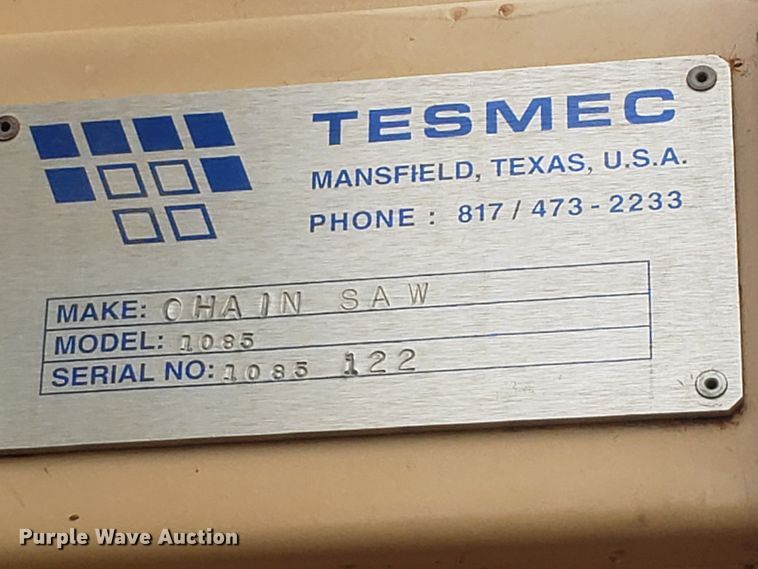 TESMEC
MANSFIELD, TEXAS, U.S.A.
PHONE : 817 / 473 - 2233
MAKE: CHAIN SAW
MODEL: 1085
SERIAL NO: 1085 122
Purple Wave Auction